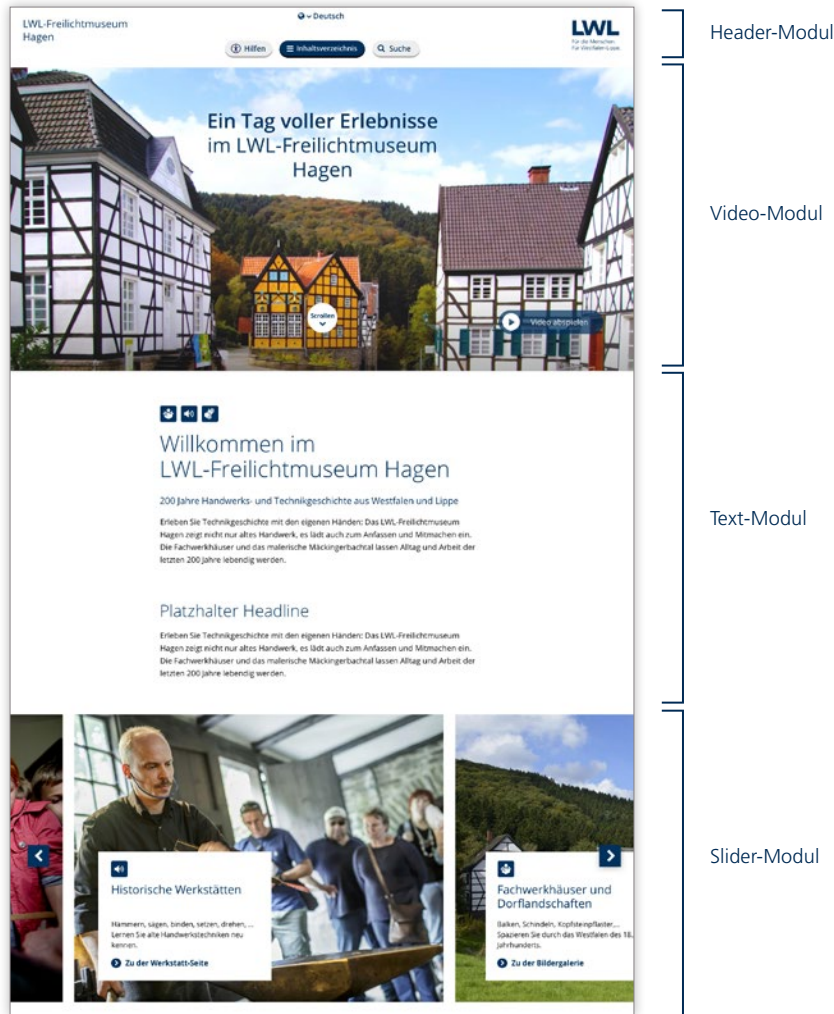 LWL-Freilichtmuseum
Hagen
Deutsch
Hilfen
Inhaltsverzeichnis
Suche
LWL
Für die Menschen.
Für Westfalen-Lippe.
Header-Modul
Ein Tag voller Erlebnisse
im LWL-Freilichtmuseum
Hagen
Scrollen
Video abspielen
Video-Modul
Willkommen im
LWL-Freilichtmuseum Hagen
200 Jahre Handwerks- und Technikgeschichte aus Westfalen und Lippe
Erleben Sie Technikgeschichte mit den eigenen Händen: Das LWL-Freilichtmuseum
Hagen zeigt nicht nur altes Handwerk, es lädt auch zum Anfassen und Mitmachen ein.
Die Fachwerkhäuser und das malerische Mäckingerbachtal lassen Alltag und Arbeit der
letzten 200 Jahre lebendig werden.
Platzhalter Headline
Erleben Sie Technikgeschichte mit den eigenen Händen: Das LWL-Freilichtmuseum
Hagen zeigt nicht nur altes Handwerk, es lädt auch zum Anfassen und Mitmachen ein.
Die Fachwerkhäuser und das malerische Mäckingerbachtal lassen Alltag und Arbeit der
letzten 200 Jahre lebendig werden.
Text-Modul
Historische Werkstätten
Hämmern, sägen, binden, setzen, drehen, ...
Lernen Sie alte Handwerkstechniken neu
kennen.
Zu der Werkstatt-Seite
Fachwerkhäuser und
Dorflandschaften
Balken, Schindeln, Kopfsteinpflaster,...
Spazieren Sie durch das Westfalen des 18.
Jahrhunderts.
Zu der Bildergalerie
Slider-Modul